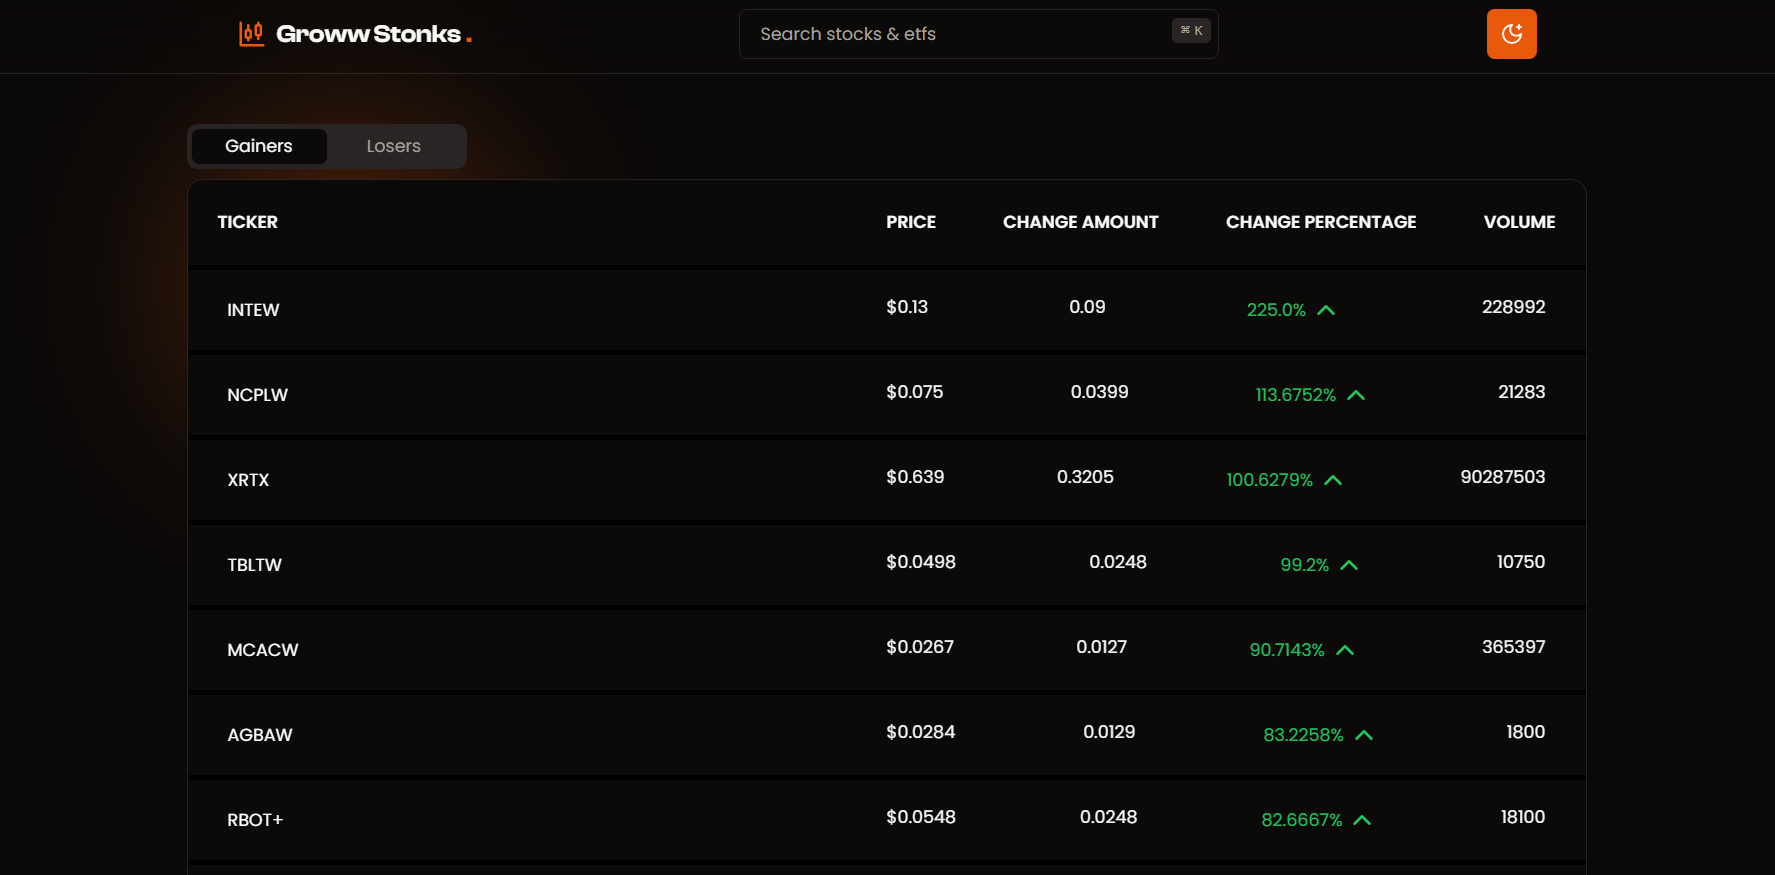 Groww Stonks .
Search stocks & etfs ⌘ K
Gainers Losers
TICKER PRICE CHANGE AMOUNT CHANGE PERCENTAGE VOLUME
INTEW $0.13 0.09 225.0% 228992
NCPLW $0.075 0.0399 113.6752% 21283
XRTX $0.639 0.3205 100.6279% 90287503
TBLTW $0.0498 0.0248 99.2% 10750
MCACW $0.0267 0.0127 90.7143% 365397
AGBAW $0.0284 0.0129 83.2258% 1800
RBOT+ $0.0548 0.0248 82.6667% 18100